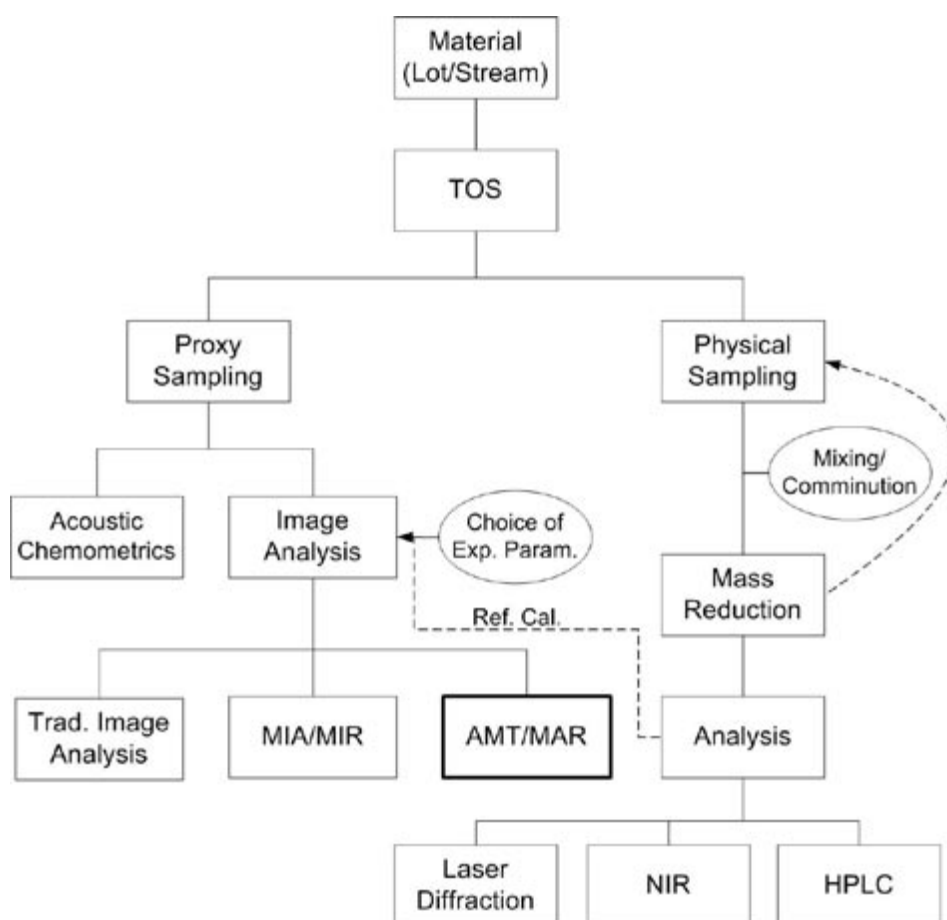 Material
(Lot/Stream)
TOS
Proxy
Sampling
Physical
Sampling
Mixing/
Comminution
Acoustic
Chemometrics
Image
Analysis
Choice of
Exp. Param.
Mass
Reduction
Ref. Cal.
Trad. Image
Analysis
MIA/MIR
AMT/MAR
Analysis
Laser
Diffraction
NIR
HPLC